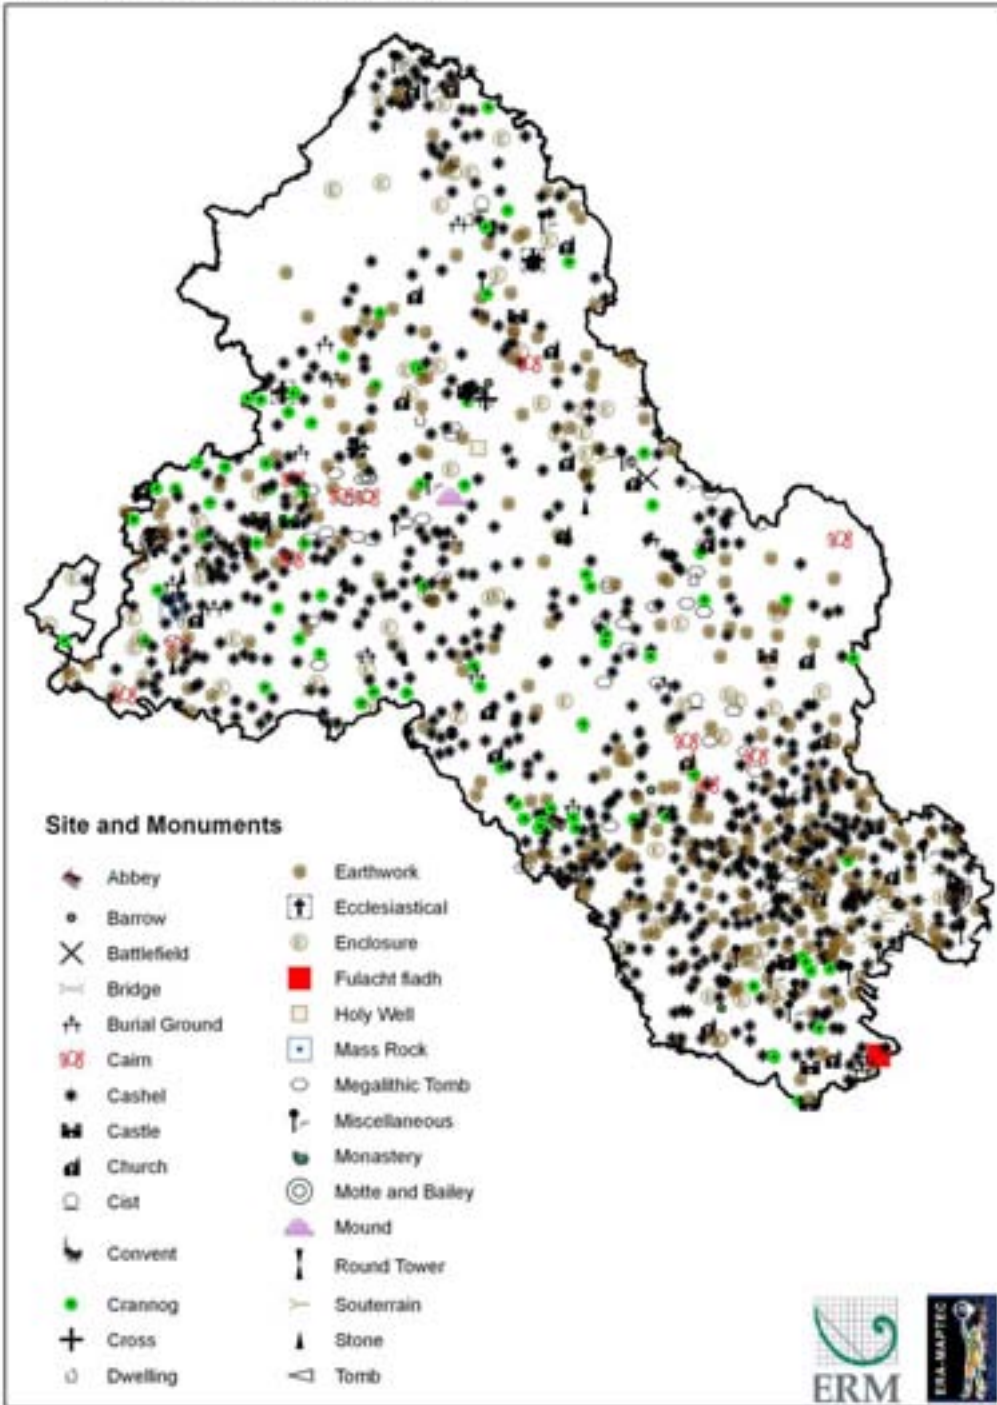 Site and Monuments
Abbey
Barrow
Battlefield
Bridge
Burial Ground
Cairn
Cashel
Castle
Church
Cist
Convent
Crannog
Cross
Dwelling
Earthwork
Ecclesiastical
Enclosure
Fulacht fiadh
Holy Well
Mass Rock
Megalithic Tomb
Miscellaneous
Monastery
Motte and Bailey
Mound
Round Tower
Souterrain
Stone
Tomb
ERM
ERA-MAPTEC